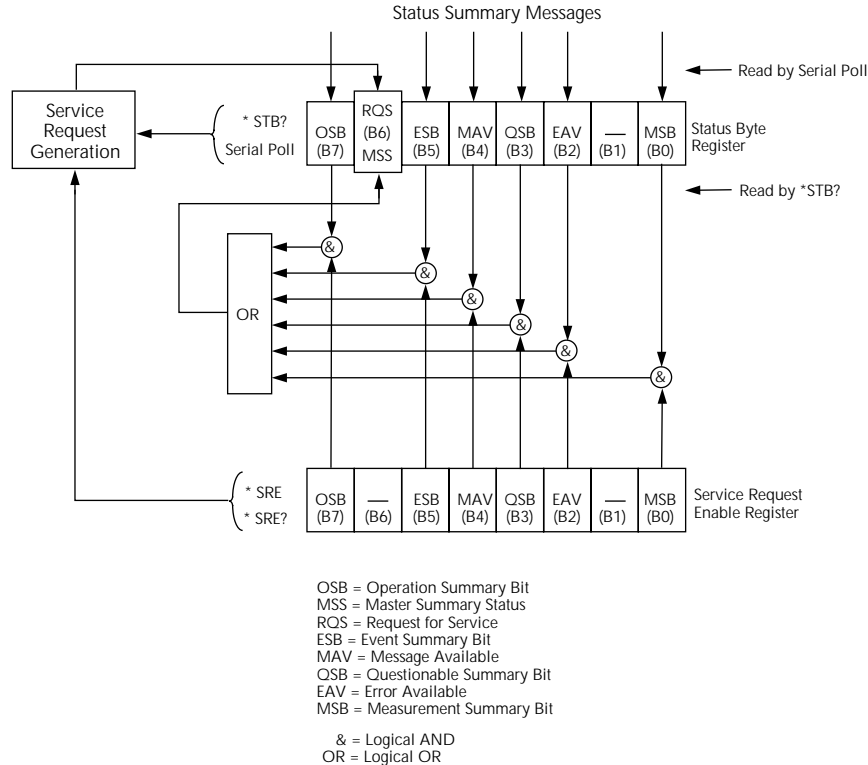 Status Summary Messages
Read by Serial Poll
Service
Request
Generation
* STB?
Serial Poll
OSB
(B7)
RQS
(B6)
MSS
ESB
(B5)
MAV
(B4)
QSB
(B3)
EAV
(B2)
—
(B1)
MSB
(B0)
Status Byte
Register
Read by *STB?
OR
&
&
&
&
&
&
* SRE
* SRE?
OSB
(B7)
—
(B6)
ESB
(B5)
MAV
(B4)
QSB
(B3)
EAV
(B2)
—
(B1)
MSB
(B0)
Service Request
Enable Register
OSB = Operation Summary Bit
MSS = Master Summary Status
RQS = Request for Service
ESB = Event Summary Bit
MAV = Message Available
QSB = Questionable Summary Bit
EAV = Error Available
MSB = Measurement Summary Bit
& = Logical AND
OR = Logical OR